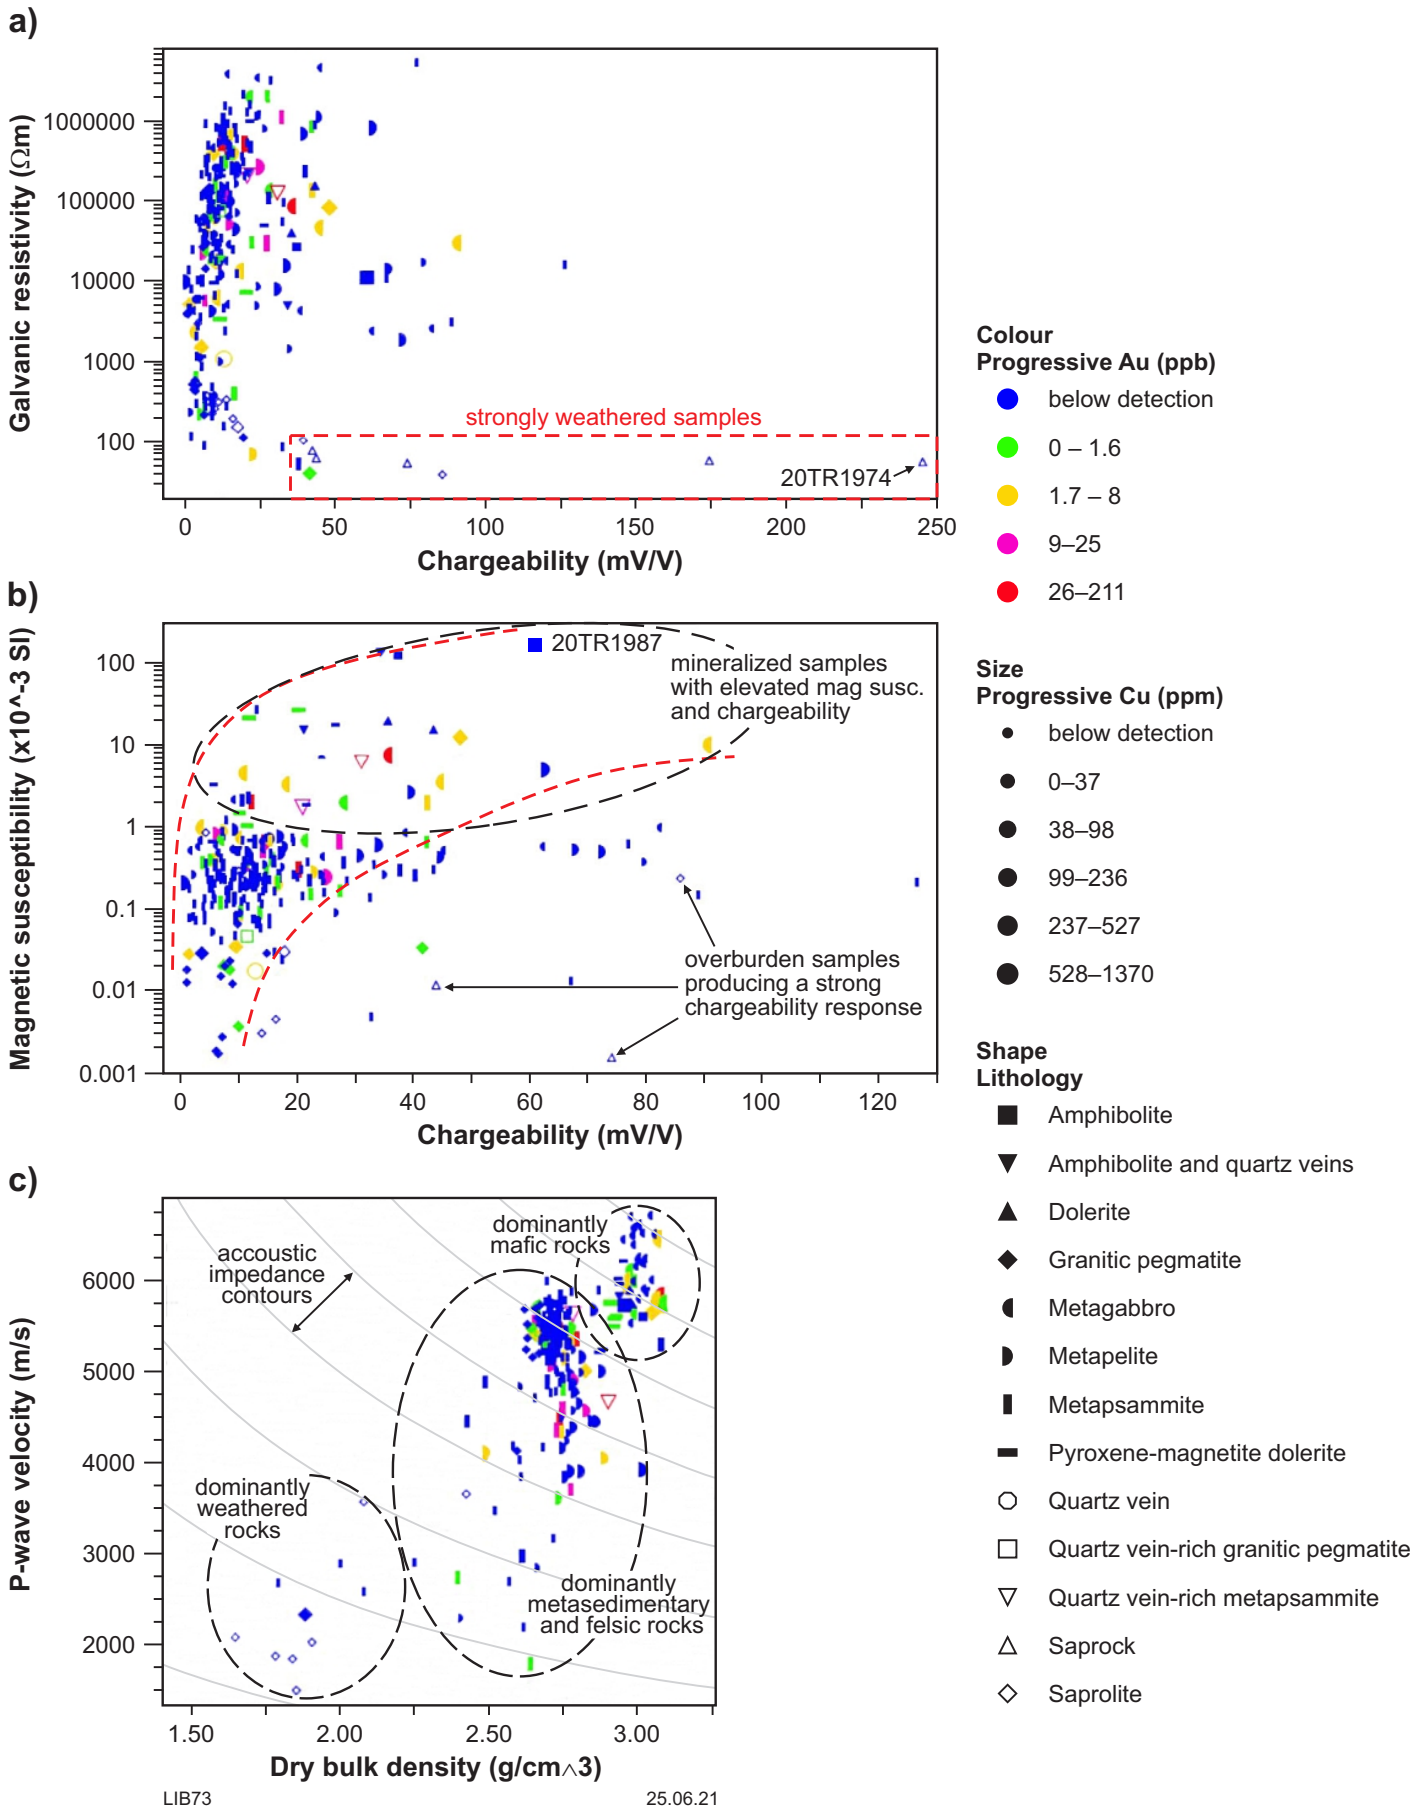 a)
Galvanic resistivity (Ωm)
1000000
100000
10000
1000
100
strongly weathered samples
20TR1974
0 50 100 150 200 250
Chargeability (mV/V)
b)
Magnetic susceptibility (x10^-3 SI)
100
10
1
0.1
0.01
0.001
20TR1987
mineralized samples
with elevated mag susc.
and chargeability
overburden samples
producing a strong
chargeability response
0 20 40 60 80 100 120
Chargeability (mV/V)
c)
P-wave velocity (m/s)
6000
5000
4000
3000
2000
accoustic
impedance
contours
dominantly
mafic rocks
dominantly
weathered
rocks
dominantly
metasedimentary
and felsic rocks
1.50 2.00 2.50 3.00
Dry bulk density (g/cm∧3)
LIB73 25.06.21
Colour
Progressive Au (ppb)
below detection
0 – 1.6
1.7 – 8
9–25
26–211
Size
Progressive Cu (ppm)
below detection
0–37
38–98
99–236
237–527
528–1370
Shape
Lithology
Amphibolite
Amphibolite and quartz veins
Dolerite
Granitic pegmatite
Metagabbro
Metapelite
Metapsammite
Pyroxene-magnetite dolerite
Quartz vein
Quartz vein-rich granitic pegmatite
Quartz vein-rich metapsammite
Saprock
Saprolite